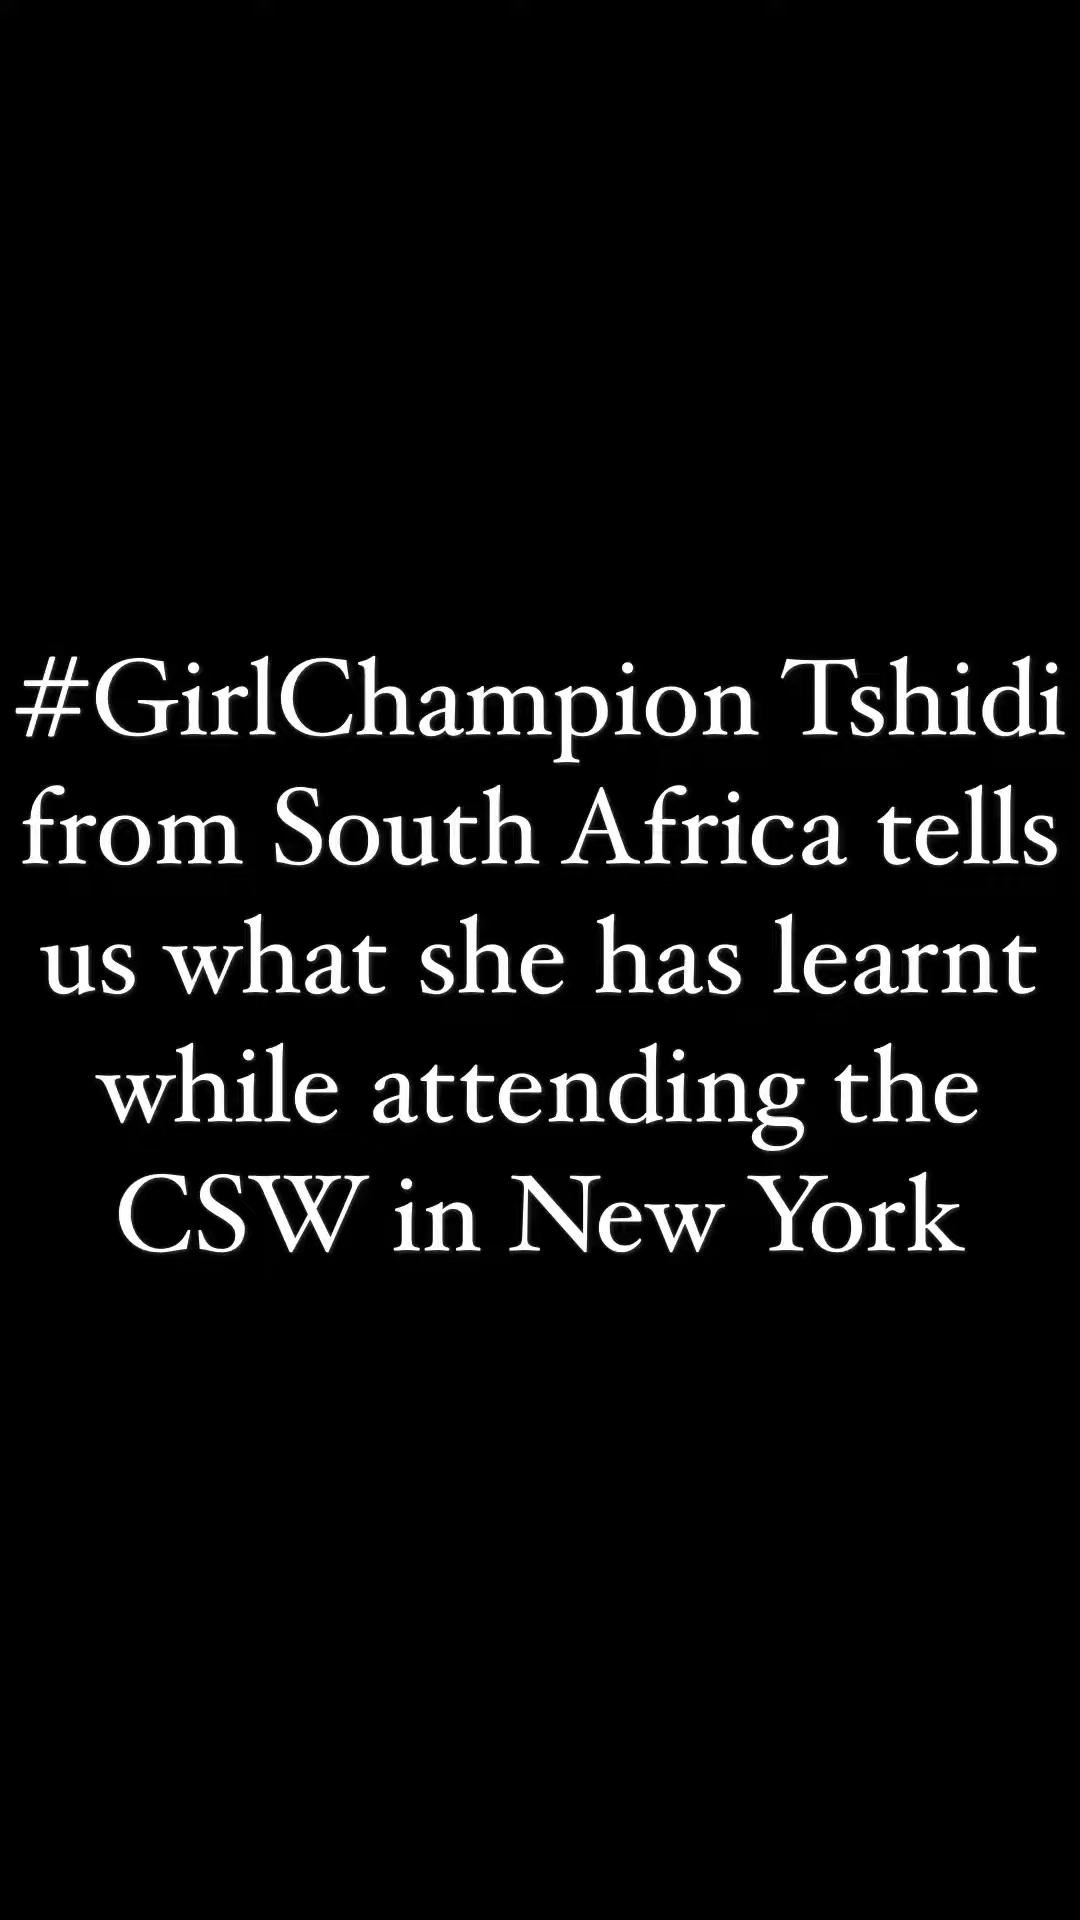 #GirlChampion Tshidi
from South Africa tells
us what she has learnt
while attending the
CSW in New York